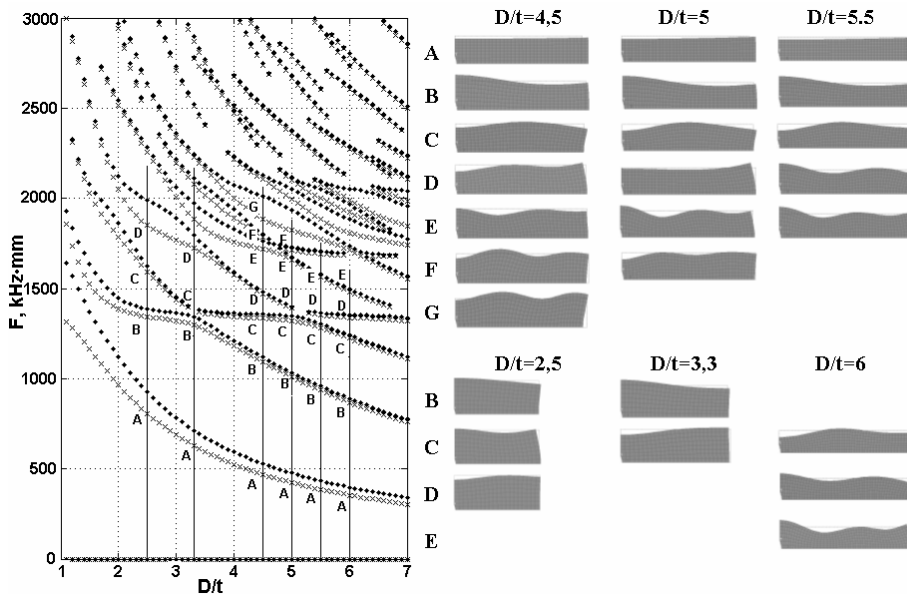 3000
2500
2000
1500
1000
500
0
F, kHz·mm
1 2 3 4 5 6 7
D/t
G
D F F
D E E E E
C C D D D D
B B C C C C
B B B B
A
A
A A A A
D/t=4,5 D/t=5 D/t=5.5
A
B
C
D
E
F
G
D/t=2,5 D/t=3,3 D/t=6
B
C
D
E